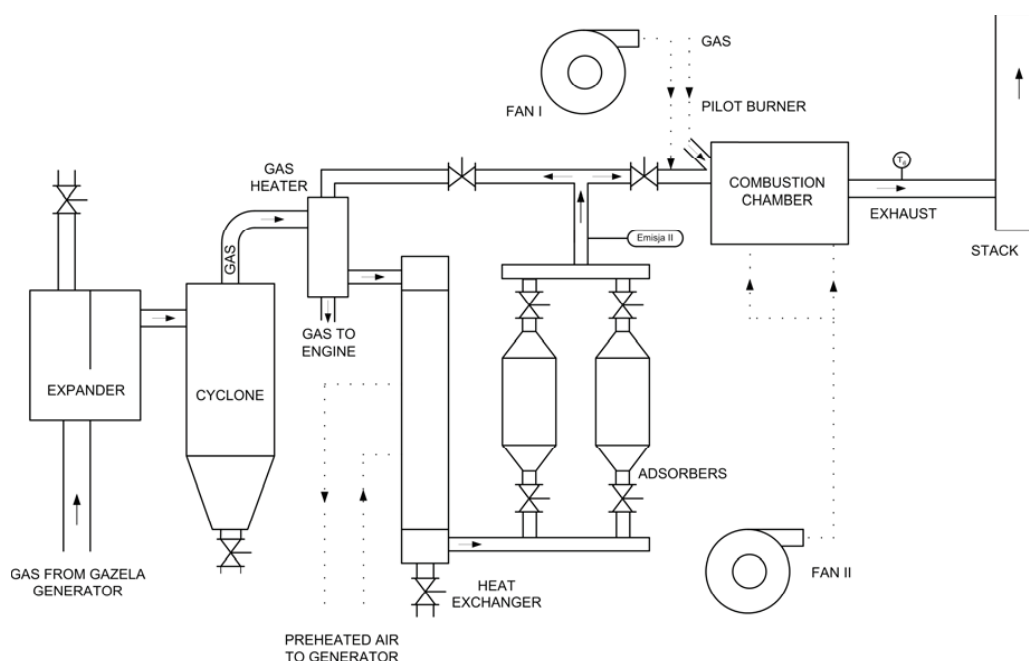 GAS
PILOT BURNER
FAN I
GAS
HEATER
COMBUSTION
CHAMBER
T6
EXHAUST
Emisja II
STACK
GAS
GAS TO
ENGINE
EXPANDER
CYCLONE
ADSORBERS
GAS FROM GAZELA
GENERATOR
HEAT
EXCHANGER
FAN II
PREHEATED AIR
TO GENERATOR